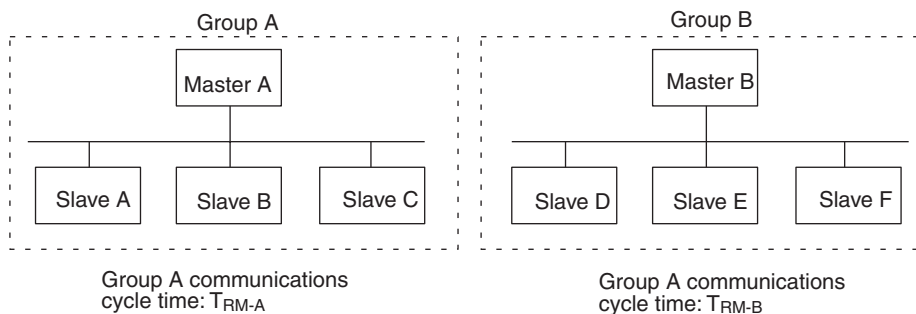 Group A
Master A
Slave A
Slave B
Slave C
Group A communications
cycle time: TRM-A
Group B
Master B
Slave D
Slave E
Slave F
Group A communications
cycle time: TRM-B